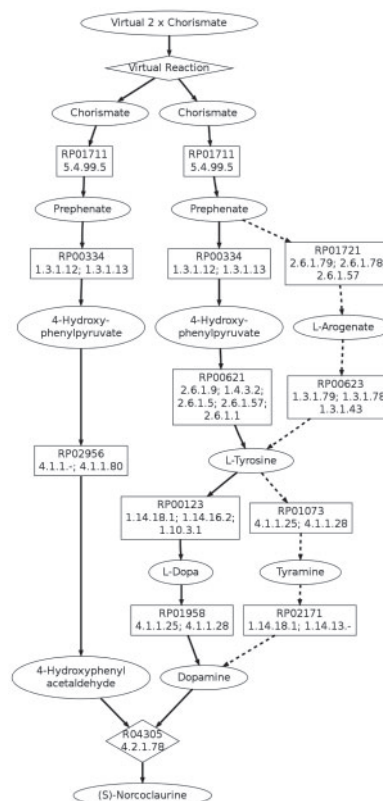 Virtual 2 x Chorismate
Virtual Reaction
Chorismate
Chorismate
RP01711
5.4.99.5
RP01711
5.4.99.5
Prephenate
Prephenate
RP00334
1.3.1.12; 1.3.1.13
RP00334
1.3.1.12; 1.3.1.13
RP01721
2.6.1.79; 2.6.1.78
2.6.1.57
4-Hydroxy-
phenylpyruvate
4-Hydroxy-
phenylpyruvate
L-Arogenate
RP00621
2.6.1.9; 1.4.3.2;
2.6.1.5; 2.6.1.57;
2.6.1.1
RP00623
1.3.1.79; 1.3.1.78
1.3.1.43
RP02956
4.1.1.-; 4.1.1.80
L-Tyrosine
RP00123
1.14.18.1; 1.14.16.2;
1.10.3.1
RP01073
4.1.1.25; 4.1.1.28
L-Dopa
Tyramine
RP01958
4.1.1.25; 4.1.1.28
RP02171
1.14.18.1; 1.14.13.-
4-Hydroxyphenyl
acetaldehyde
Dopamine
R04305
4.2.1.78
(S)-Norcoclaurine